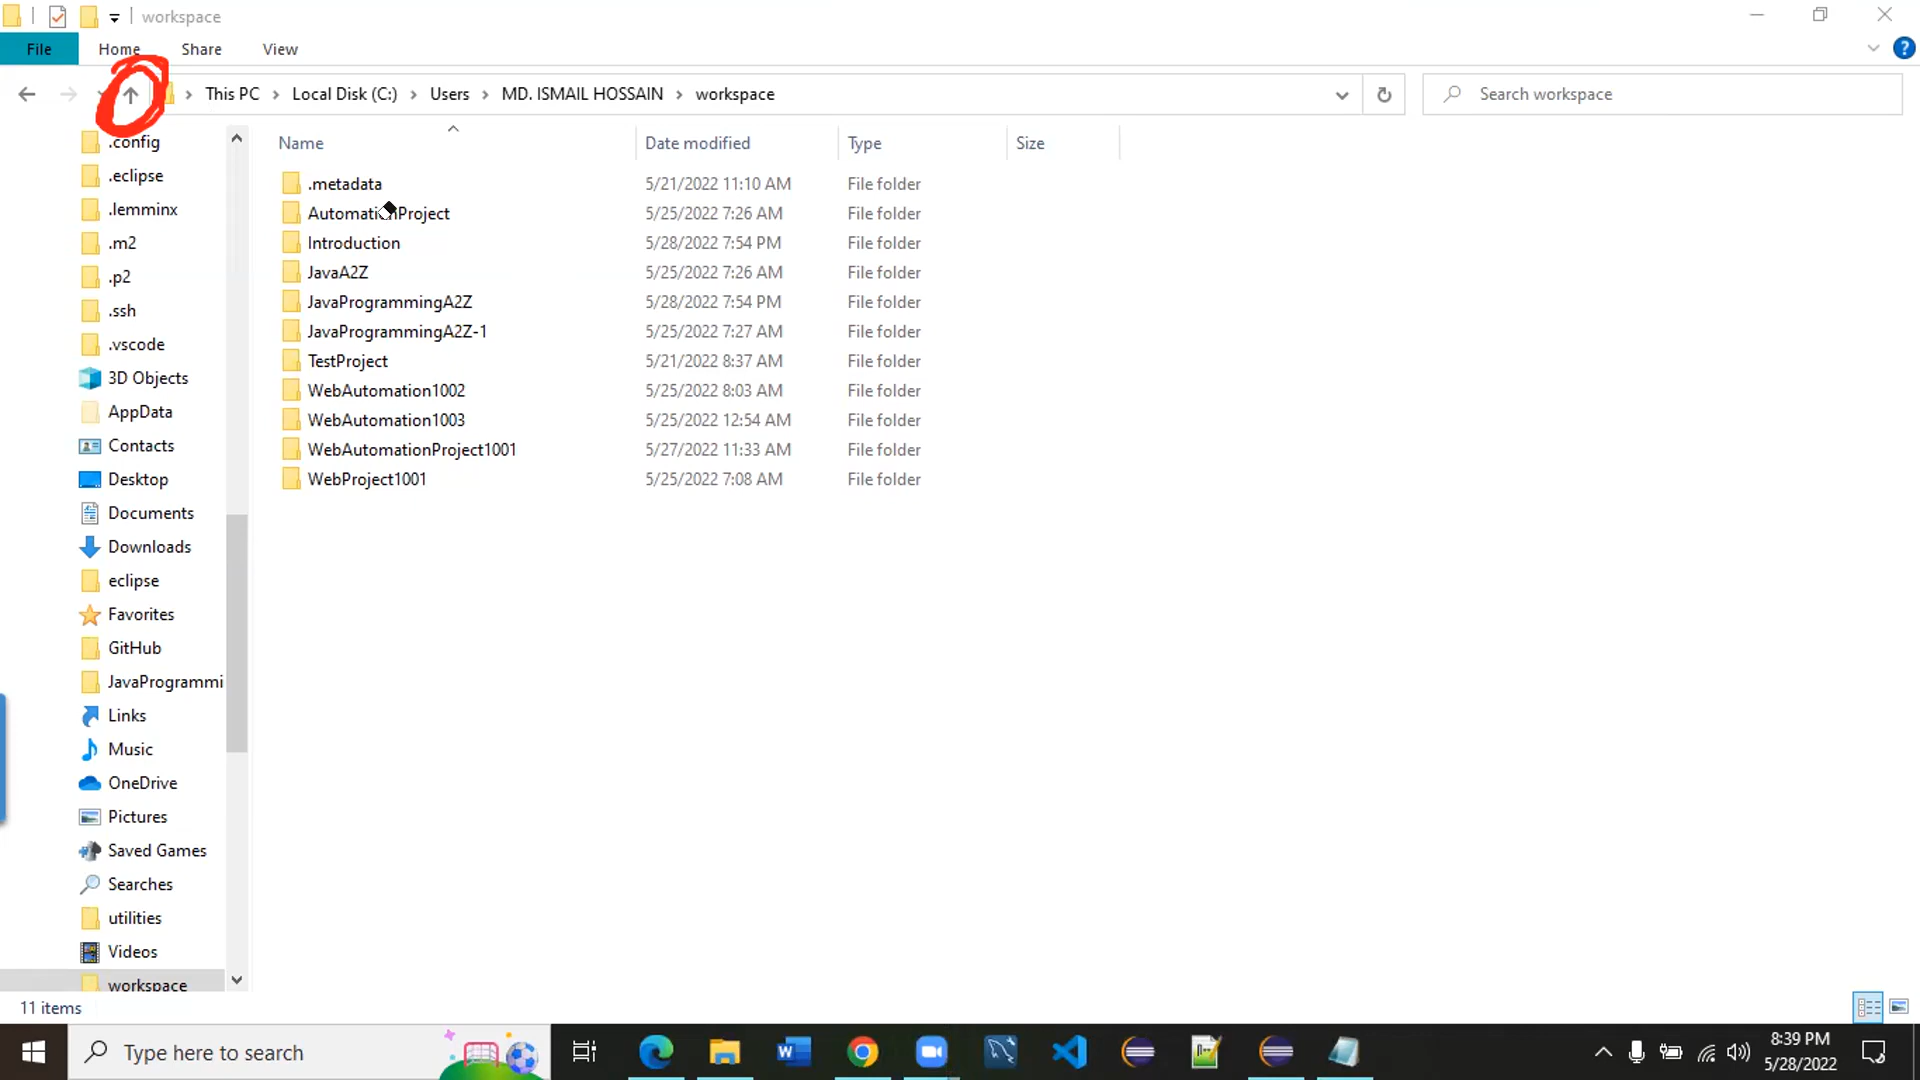 workspace
File Home Share View
This PC > Local Disk (C:) > Users > MD. ISMAIL HOSSAIN > workspace
Search workspace
Name Date modified Type Size
.config
.eclipse
.lemminx
.m2
.p2
.ssh
.vscode
3D Objects
AppData
Contacts
Desktop
Documents
Downloads
eclipse
Favorites
GitHub
JavaProgrammi
Links
Music
OneDrive
Pictures
Saved Games
Searches
utilities
Videos
workspace
.metadata 5/21/2022 11:10 AM File folder
AutomationProject 5/25/2022 7:26 AM File folder
Introduction 5/28/2022 7:54 PM File folder
JavaA2Z 5/25/2022 7:26 AM File folder
JavaProgrammingA2Z 5/28/2022 7:54 PM File folder
JavaProgrammingA2Z-1 5/25/2022 7:27 AM File folder
TestProject 5/21/2022 8:37 AM File folder
WebAutomation1002 5/25/2022 8:03 AM File folder
WebAutomation1003 5/25/2022 12:54 AM File folder
WebAutomationProject1001 5/27/2022 11:33 AM File folder
WebProject1001 5/25/2022 7:08 AM File folder
11 items
Type here to search
8:39 PM
5/28/2022